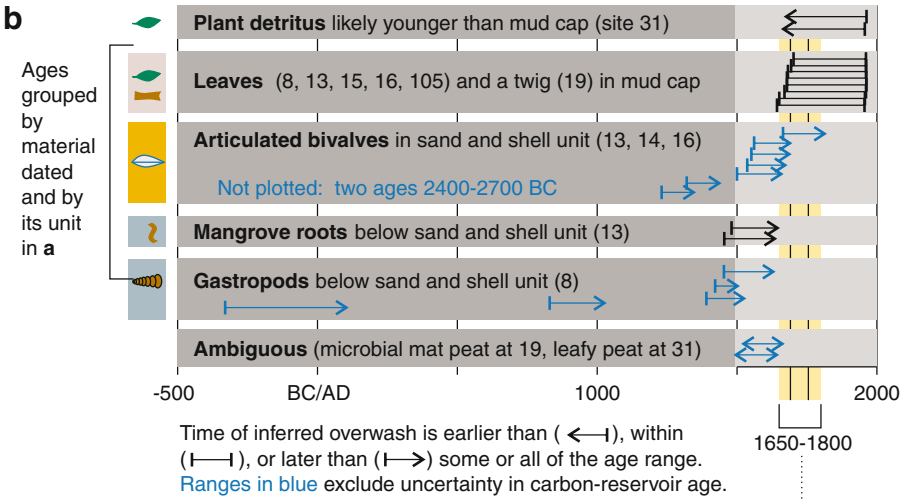 b
Plant detritus likely younger than mud cap (site 31)
Ages
grouped
by
material
dated
and by
its unit
in a
Leaves (8, 13, 15, 16, 105) and a twig (19) in mud cap
Articulated bivalves in sand and shell unit (13, 14, 16)
Not plotted: two ages 2400-2700 BC
Mangrove roots below sand and shell unit (13)
Gastropods below sand and shell unit (8)
Ambiguous (microbial mat peat at 19, leafy peat at 31)
-500 BC/AD 1000 2000
1650-1800
Time of inferred overwash is earlier than ( ←⊣ ), within
( ⊢⊣ ), or later than ( ⊢→ ) some or all of the age range.
Ranges in blue exclude uncertainty in carbon-reservoir age.